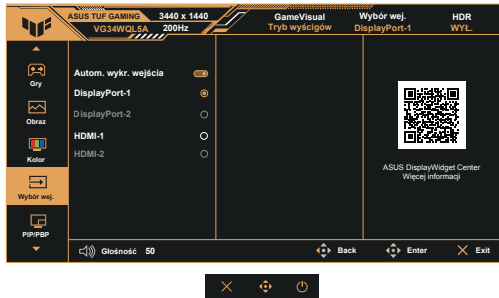 ASUS TUF GAMING 3440 x 1440
VG34WQL5A 200Hz
GameVisual
Tryb wyścigów
Wybór wej.
DisplayPort-1
HDR
WYŁ.
Gry
Obraz
Kolor
Wybór wej.
PIP/PBP
Autom. wykr. wejścia
DisplayPort-1
DisplayPort-2
HDMI-1
HDMI-2
ASUS DisplayWidget Center
Więcej informacji
Głośność 50
Back
Enter
Exit